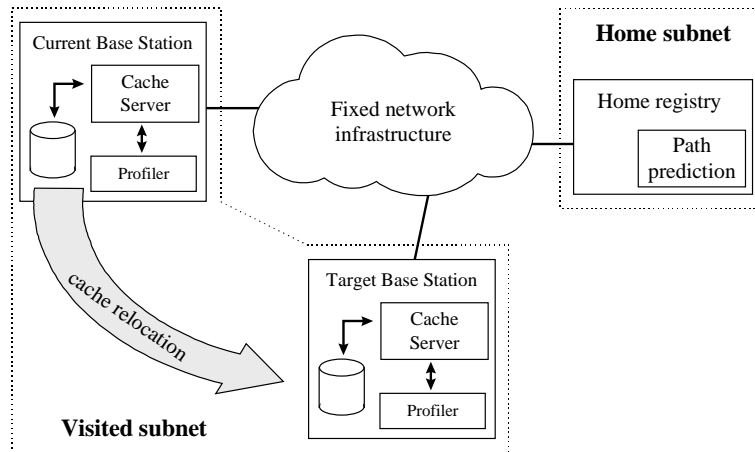 Current Base Station
Cache
Server
Profiler
Fixed network
infrastructure
Home subnet
Home registry
Path
prediction
cache relocation
Target Base Station
Cache
Server
Profiler
Visited subnet